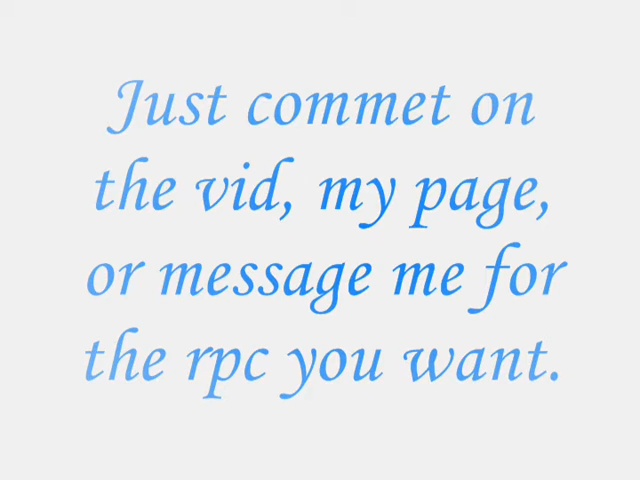 Just commet on
the vid, my page,
or message me for
the rpc you want.